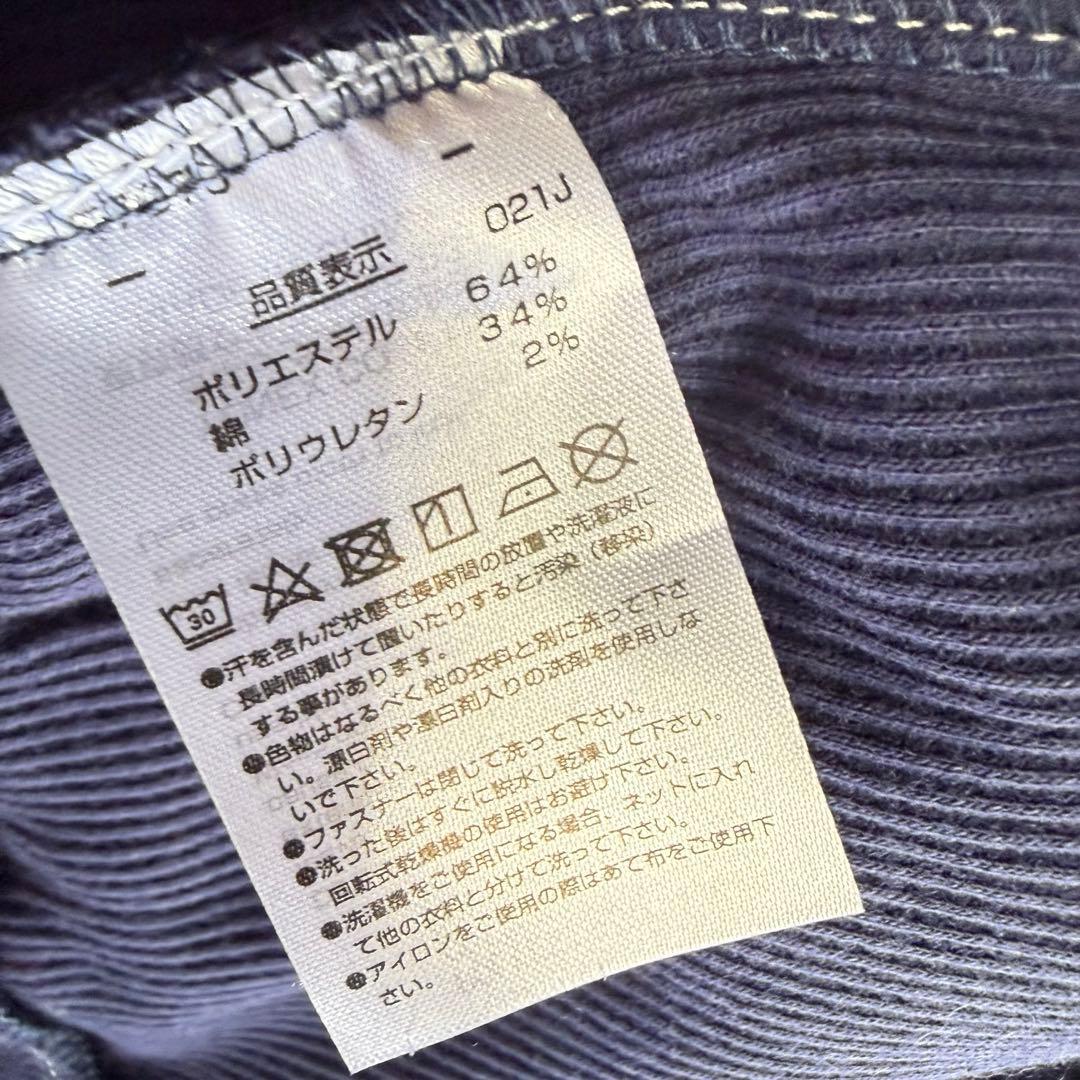 021J
品質表示
ポリエステル 64%
綿 34%
ポリウレタン 2%
30
●汗を含んだ状態で長時間の放置や洗濯液に
長時間漬けて置いたりすると汚染(移染)
する事があります。
●色物はなるべく他の衣料と別に洗って下さ
い。漂白剤や漂白剤入りの洗剤を使用しな
いで下さい。
●ファスナーは閉じて洗って下さい。
●洗った後はすぐに脱水し乾燥して下さい。
回転式乾燥機の使用はお避け下さい。
●洗濯機をご使用になる場合、ネットに入れ
て他の衣料と分けて洗って下さい。
●アイロンをご使用の際はあて布をご使用下
さい。